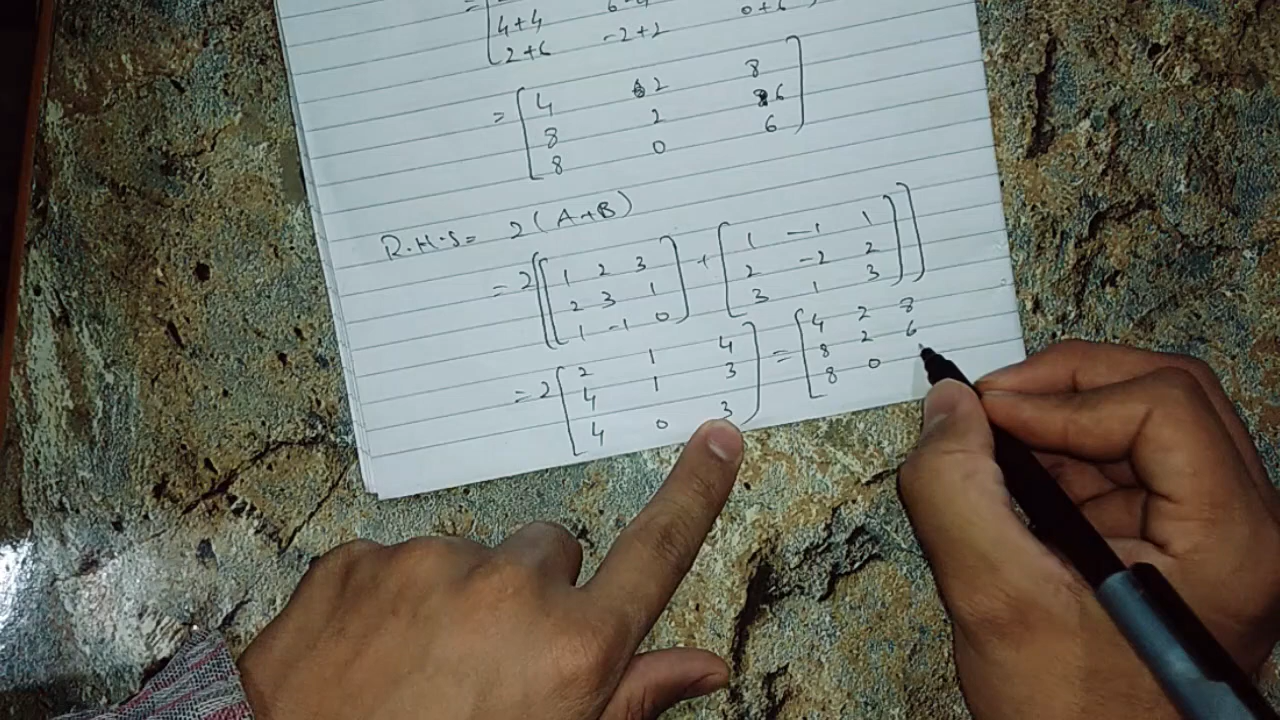 4+4 0+6
= 2+6 -2+2
4 2 8
= 8 2 6
8 0 6
R.H.S = 2(A+B)
= 2([1 2 3 + [1 -1 1
2 3 1 2 -2 2
1 -1 0] 3 1 3])
= 2[2 1 4 = [4 2 8
4 1 3 8 2 6
4 0 3] 8 0